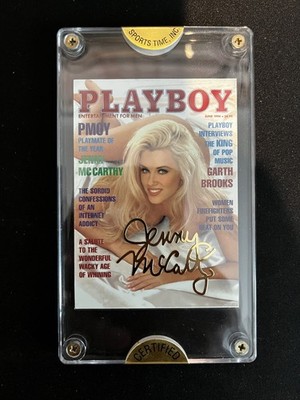 SPORTS TIME, INC.
PLAYBOY
ENTERTAINMENT FOR MEN
PMOY
PLAYMATE OF
THE YEAR
JENNY
MCCARTHY
THE SORDID
CONFESSIONS
OF AN
INTERNET
ADDICT
A SALUTE
TO THE
WONDERFUL
WACKY AGE
OF WHINING
PLAYBOY
INTERVIEWS
THE KING
OF POP
MUSIC
GARTH
BROOKS
WOMEN
FIREFIGHTERS
PUT SOME
HEAT ON YOU
Jenny
McCarthy
CERTIFIED